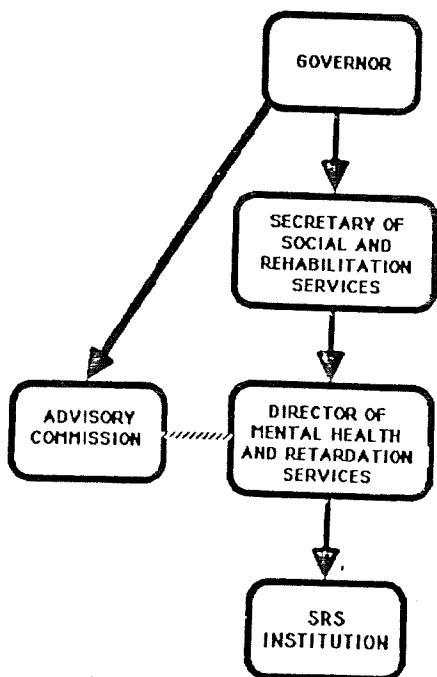 GOVERNOR
SECRETARY OF
SOCIAL AND
REHABILITATION
SERVICES
ADVISORY
COMMISSION
DIRECTOR OF
MENTAL HEALTH
AND RETARDATION
SERVICES
SRS
INSTITUTION